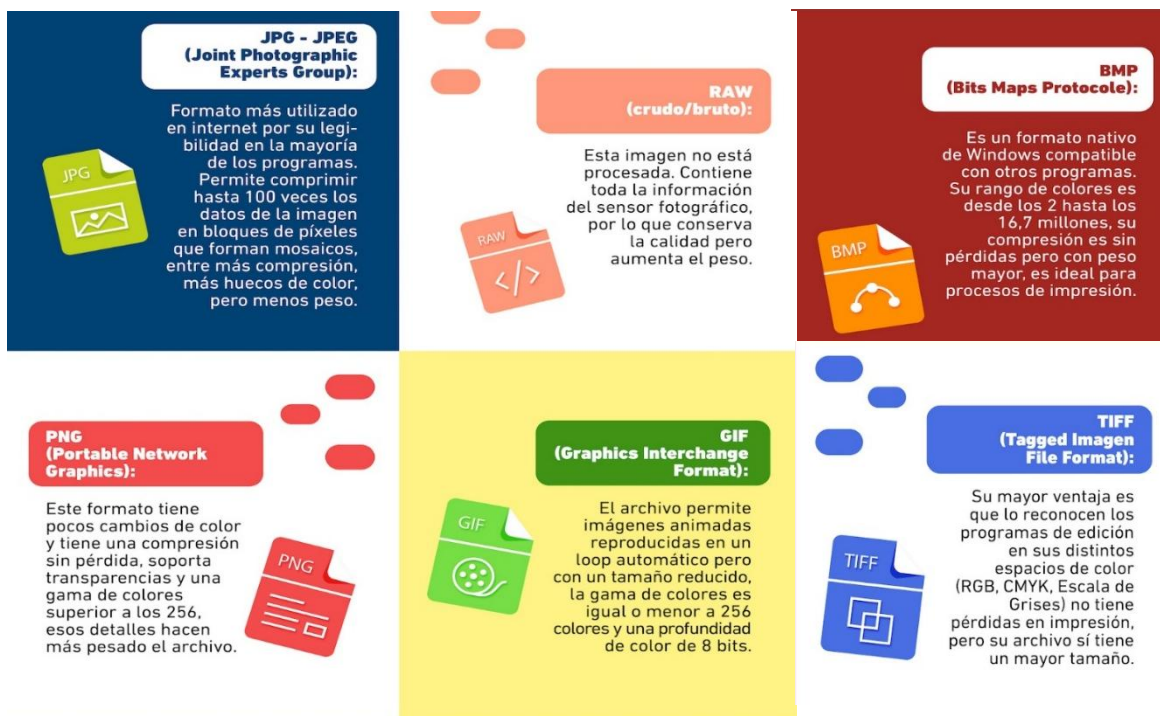 JPG - JPEG
(Joint Photographic
Experts Group):
Formato más utilizado
en internet por su legi-
bilidad en la mayoría
de los programas.
Permite comprimir
hasta 100 veces los
datos de la imagen
en bloques de píxeles
que forman mosaicos,
entre más compresión,
más huecos de color,
pero menos peso.
JPG
RAW
(crudo/bruto):
Esta imagen no está
procesada. Contiene
toda la información
del sensor fotográfico,
por lo que conserva
la calidad pero
aumenta el peso.
RAW
</>
BMP
(Bits Maps Protocole):
Es un formato nativo
de Windows compatible
con otros programas.
Su rango de colores es
desde los 2 hasta los
16,7 millones, su
compresión es sin
pérdidas pero con peso
mayor, es ideal para
procesos de impresión.
BMP
PNG
(Portable Network
Graphics):
Este formato tiene
pocos cambios de color
y tiene una compresión
sin pérdida, soporta
transparencias y una
gama de colores
superior a los 256,
esos detalles hacen
más pesado el archivo.
PNG
GIF
(Graphics Interchange
Format):
El archivo permite
imágenes animadas
reproducidas en un
loop automático pero
con un tamaño reducido,
la gama de colores es
igual o menor a 256
colores y una profundidad
de color de 8 bits.
GIF
TIFF
(Tagged Imagen
File Format):
Su mayor ventaja es
que lo reconocen los
programas de edición
en sus distintos
espacios de color
(RGB, CMYK, Escala de
Grises) no tiene
pérdidas en impresión,
pero su archivo sí tiene
un mayor tamaño.
TIFF